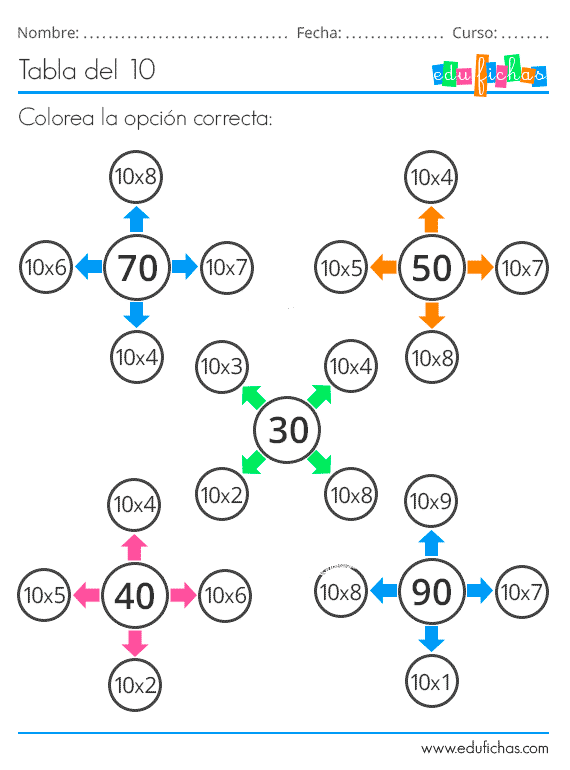 Nombre: ................................ Fecha: ............... Curso: ........
Tabla del 10
edufichas
Colorea la opción correcta:
10x8
10x6
70
10x7
10x4
10x4
10x5
50
10x7
10x8
10x3
10x4
30
10x2
10x8
10x4
10x5
40
10x6
10x2
10x9
10x8
90
10x7
10x1
www.edufichas.com